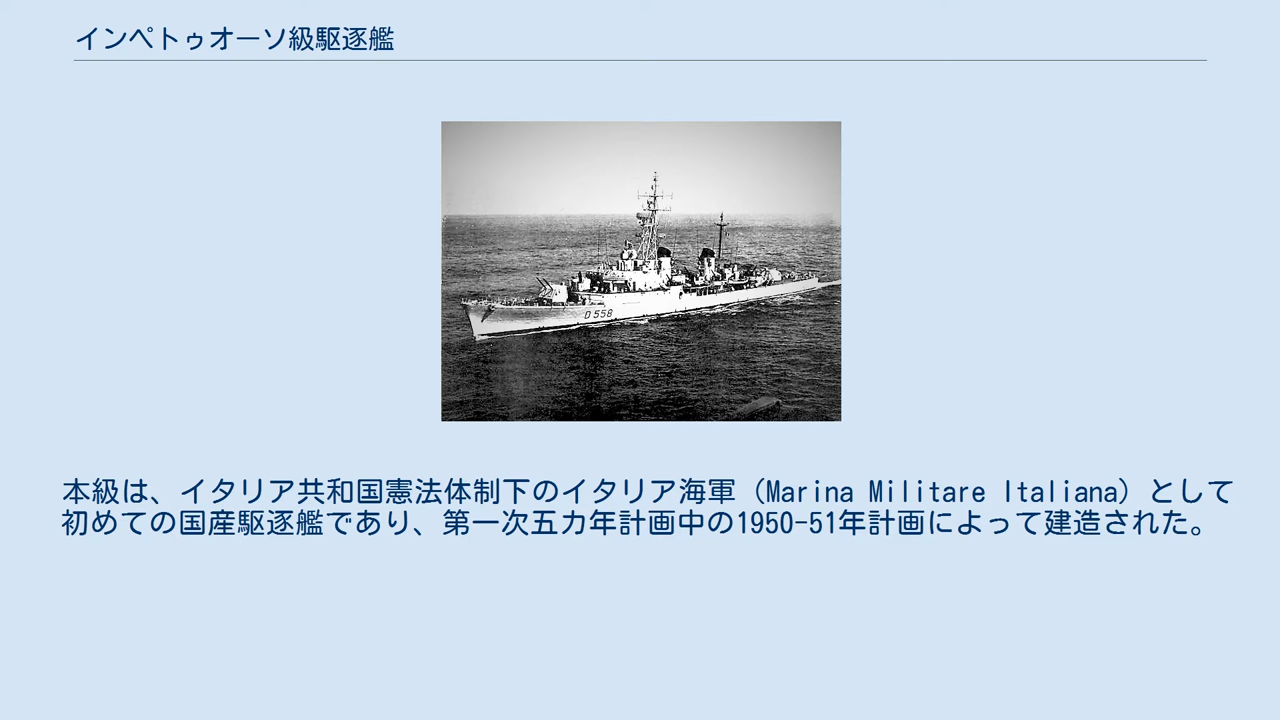 インペトゥオーソ級駆逐艦
D 558
本級は、イタリア共和国憲法体制下のイタリア海軍（Marina Militare Italiana）として
初めての国産駆逐艦であり、第一次五カ年計画中の1950-51年計画によって建造された。